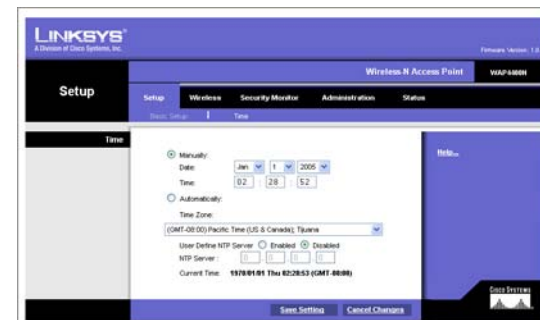 LINKSYS®
A Division of Cisco Systems, Inc.
Firmware Version: 1.0
Wireless-N Access Point WAP4400N
Setup
Setup Wireless Security Monitor Administration Status
Basic Setup | Time
Time
Manually:
Date: Jan 1 2005
Time: 02 : 28 : 52
Automatically:
Time Zone:
(GMT-08:00) Pacific Time (US & Canada); Tijuana
User Define NTP Server Enabled Disabled
NTP Server : 0 . 0 . 0 . 0
Current Time: 1970/01/01 Thu 02:28:53 (GMT-08:00)
Help...
Save Setting Cancel Changes
CISCO SYSTEMS